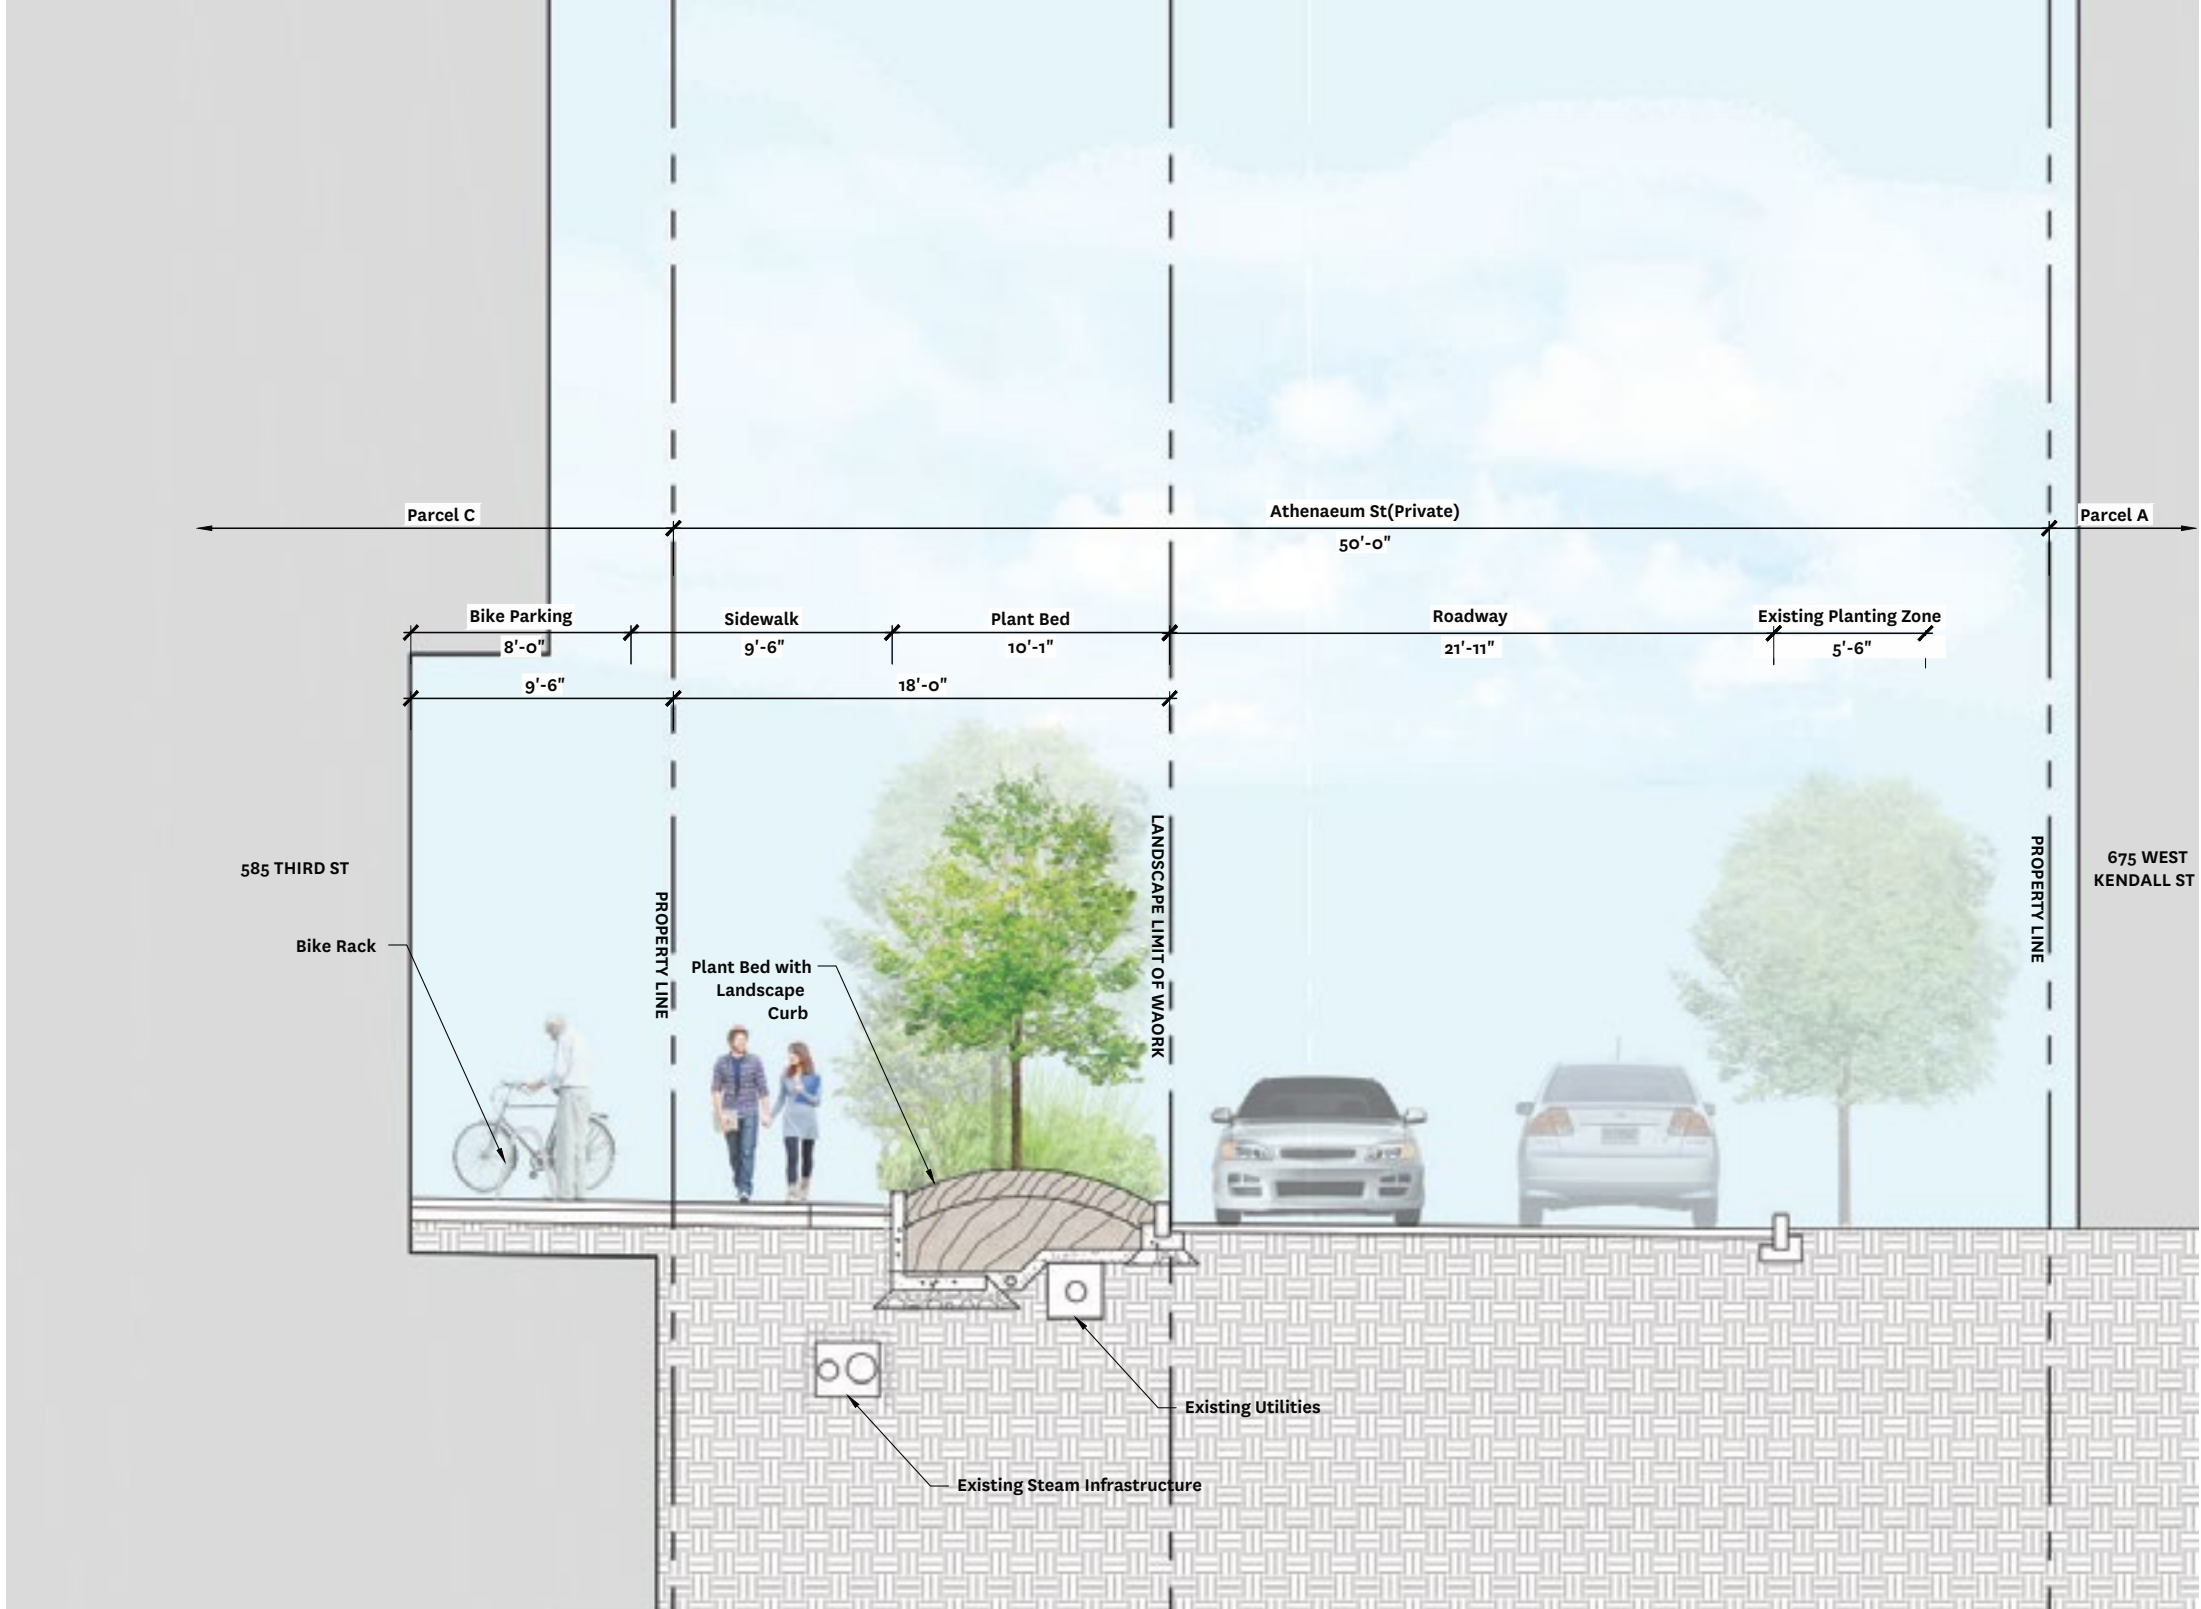 Parcel C
Athenaeum St(Private)
Parcel A
50'-0"
Bike Parking
Sidewalk
Plant Bed
Roadway
Existing Planting Zone
8'-0"
9'-6"
10'-1"
21'-11"
5'-6"
9'-6"
18'-0"
585 THIRD ST
675 WEST
KENDALL ST
PROPERTY LINE
LANDSCAPE LIMIT OF WAORK
PROPERTY LINE
Bike Rack
Plant Bed with
Landscape
Curb
Existing Utilities
Existing Steam Infrastructure